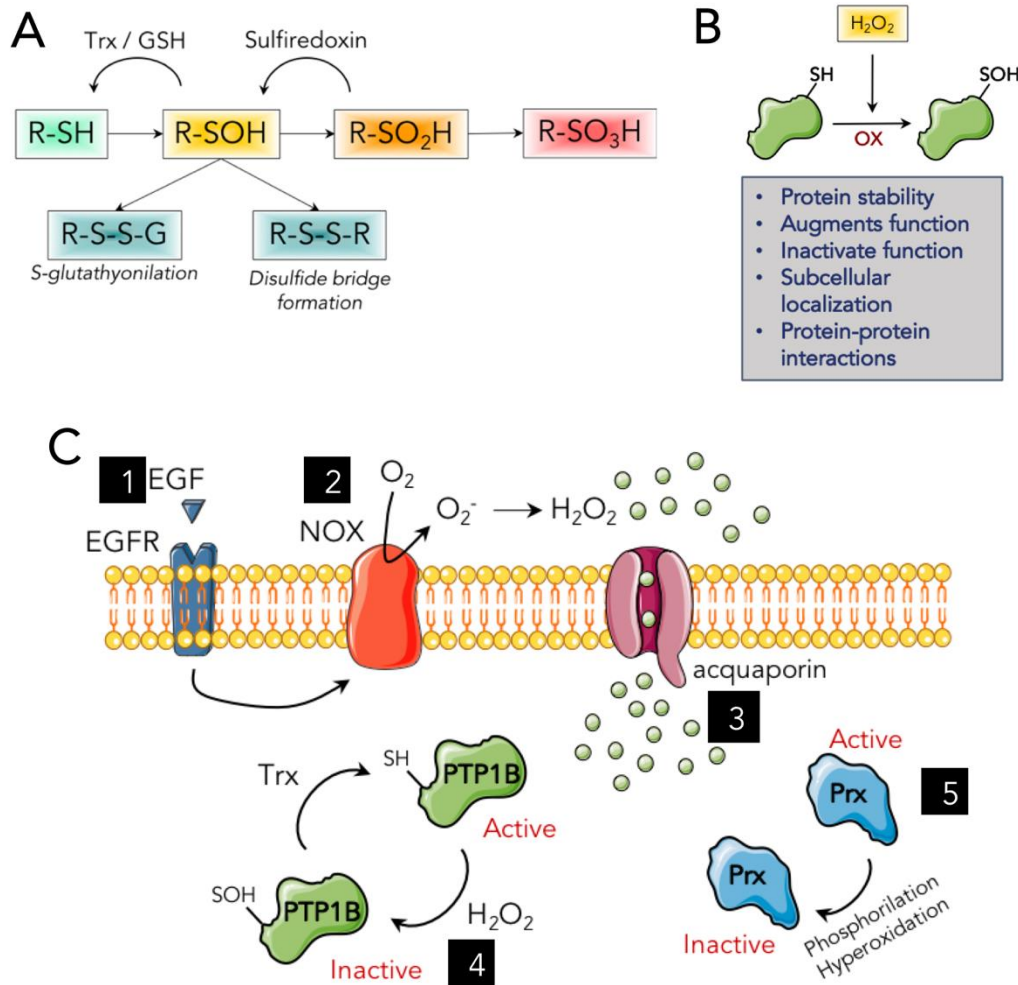 A
Trx / GSH
Sulfiredoxin
R-SH
R-SOH
R-SO₂H
R-SO₃H
R-S-S-G
S-glutathyonilation
R-S-S-R
Disulfide bridge
formation
B
H₂O₂
SH
OX
SOH
• Protein stability
• Augments function
• Inactivate function
• Subcellular
localization
• Protein-protein
interactions
C
1
EGF
EGFR
2
NOX
O₂
O₂⁻
H₂O₂
acquaporin
3
Trx
SH
PTP1B
Active
SOH
PTP1B
Inactive
H₂O₂
4
Active
Prx
5
Prx
Inactive
Phosphorilation
Hyperoxidation